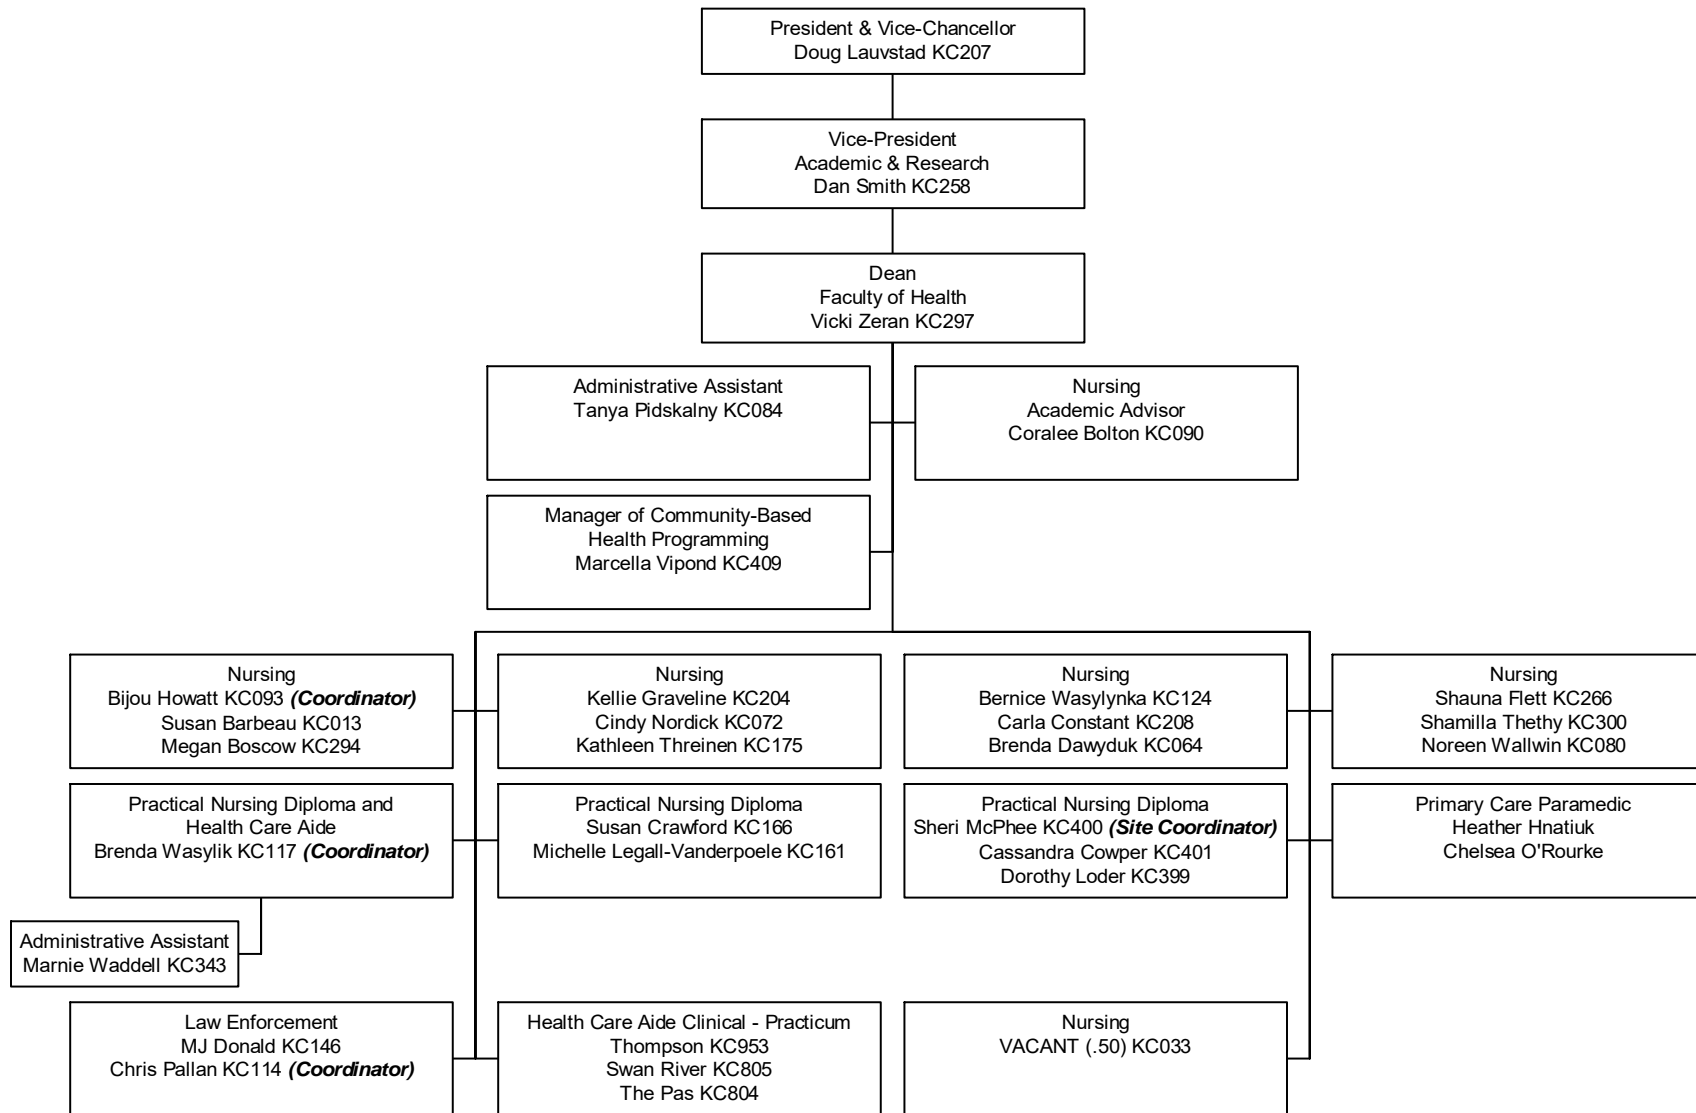 President & Vice-Chancellor
Doug Lauvstad KC207
Vice-President
Academic & Research
Dan Smith KC258
Dean
Faculty of Health
Vicki Zeran KC297
Administrative Assistant
Tanya Pidskalny KC084
Nursing
Academic Advisor
Coralee Bolton KC090
Manager of Community-Based
Health Programming
Marcella Vipond KC409
Nursing
Bijou Howatt KC093 (Coordinator)
Susan Barbeau KC013
Megan Boscow KC294
Nursing
Kellie Graveline KC204
Cindy Nordick KC072
Kathleen Threinen KC175
Nursing
Bernice Wasylynka KC124
Carla Constant KC208
Brenda Dawyduk KC064
Nursing
Shauna Flett KC266
Shamilla Thethy KC300
Noreen Wallwin KC080
Practical Nursing Diploma and
Health Care Aide
Brenda Wasylik KC117 (Coordinator)
Practical Nursing Diploma
Susan Crawford KC166
Michelle Legall-Vanderpoele KC161
Practical Nursing Diploma
Sheri McPhee KC400 (Site Coordinator)
Cassandra Cowper KC401
Dorothy Loder KC399
Primary Care Paramedic
Heather Hnatiuk
Chelsea O'Rourke
Administrative Assistant
Marnie Waddell KC343
Law Enforcement
MJ Donald KC146
Chris Pallan KC114 (Coordinator)
Health Care Aide Clinical - Practicum
Thompson KC953
Swan River KC805
The Pas KC804
Nursing
VACANT (.50) KC033